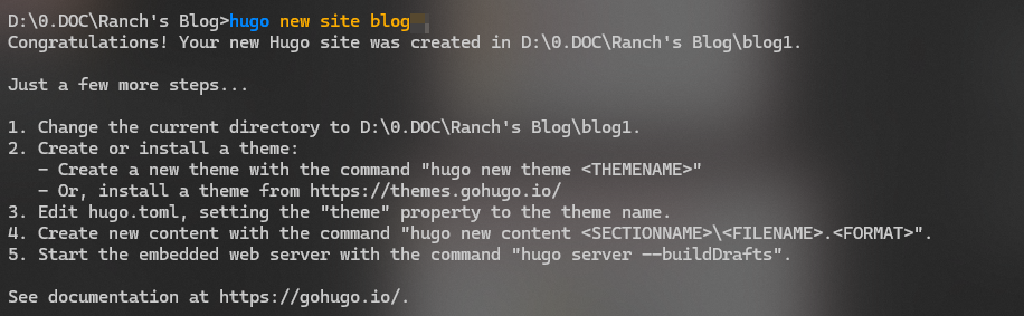 D:\0.DOC\Ranch's Blog>hugo new site blog
Congratulations! Your new Hugo site was created in D:\0.DOC\Ranch's Blog\blog1.
Just a few more steps...
1. Change the current directory to D:\0.DOC\Ranch's Blog\blog1.
2. Create or install a theme:
- Create a new theme with the command "hugo new theme <THEMENAME>"
- Or, install a theme from https://themes.gohugo.io/
3. Edit hugo.toml, setting the "theme" property to the theme name.
4. Create new content with the command "hugo new content <SECTIONNAME>\<FILENAME>.<FORMAT>".
5. Start the embedded web server with the command "hugo server --buildDrafts".
See documentation at https://gohugo.io/.